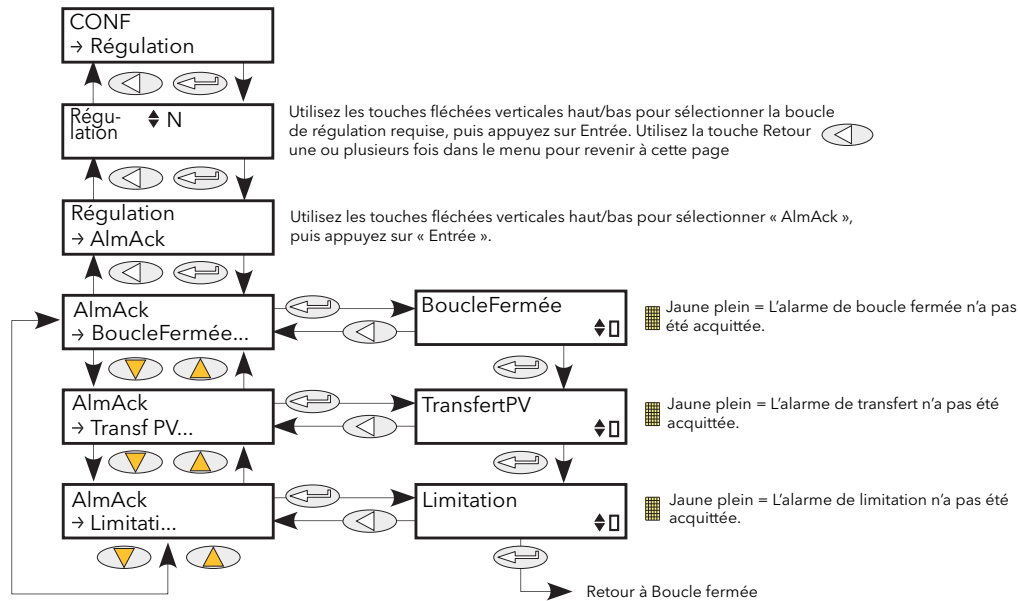 CONF
→ Régulation
Régu-
lation
N
Utilisez les touches fléchées verticales haut/bas pour sélectionner la boucle
de régulation requise, puis appuyez sur Entrée. Utilisez la touche Retour
une ou plusieurs fois dans le menu pour revenir à cette page
Régulation
→ AlmAck
Utilisez les touches fléchées verticales haut/bas pour sélectionner « AlmAck »,
puis appuyez sur « Entrée ».
AlmAck
→ BoucleFermée...
BoucleFermée
Jaune plein = L'alarme de boucle fermée n'a pas
été acquittée.
AlmAck
→ Transf PV...
TransfertPV
Jaune plein = L'alarme de transfert n'a pas été
acquittée.
AlmAck
→ Limitati...
Limitation
Jaune plein = L'alarme de limitation n'a pas été
acquittée.
Retour à Boucle fermée